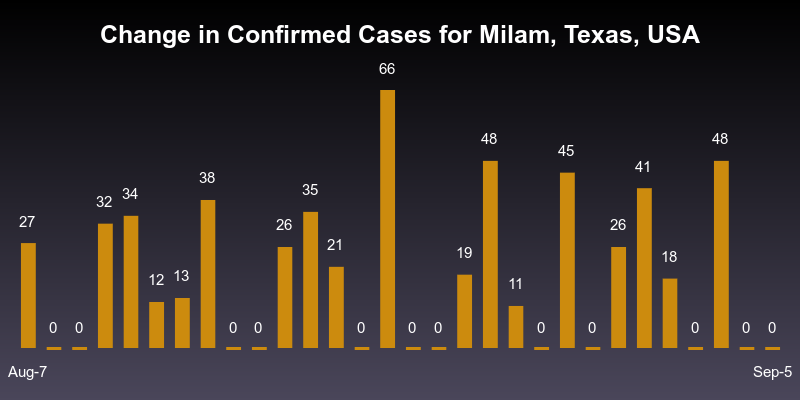 Change in Confirmed Cases for Milam, Texas, USA
27 0 0 32 34 12 13 38 0 0 26 35 21 0 66 0 0 19 48 11 0 45 0 26 41 18 0 48 0 0
Aug-7 Sep-5